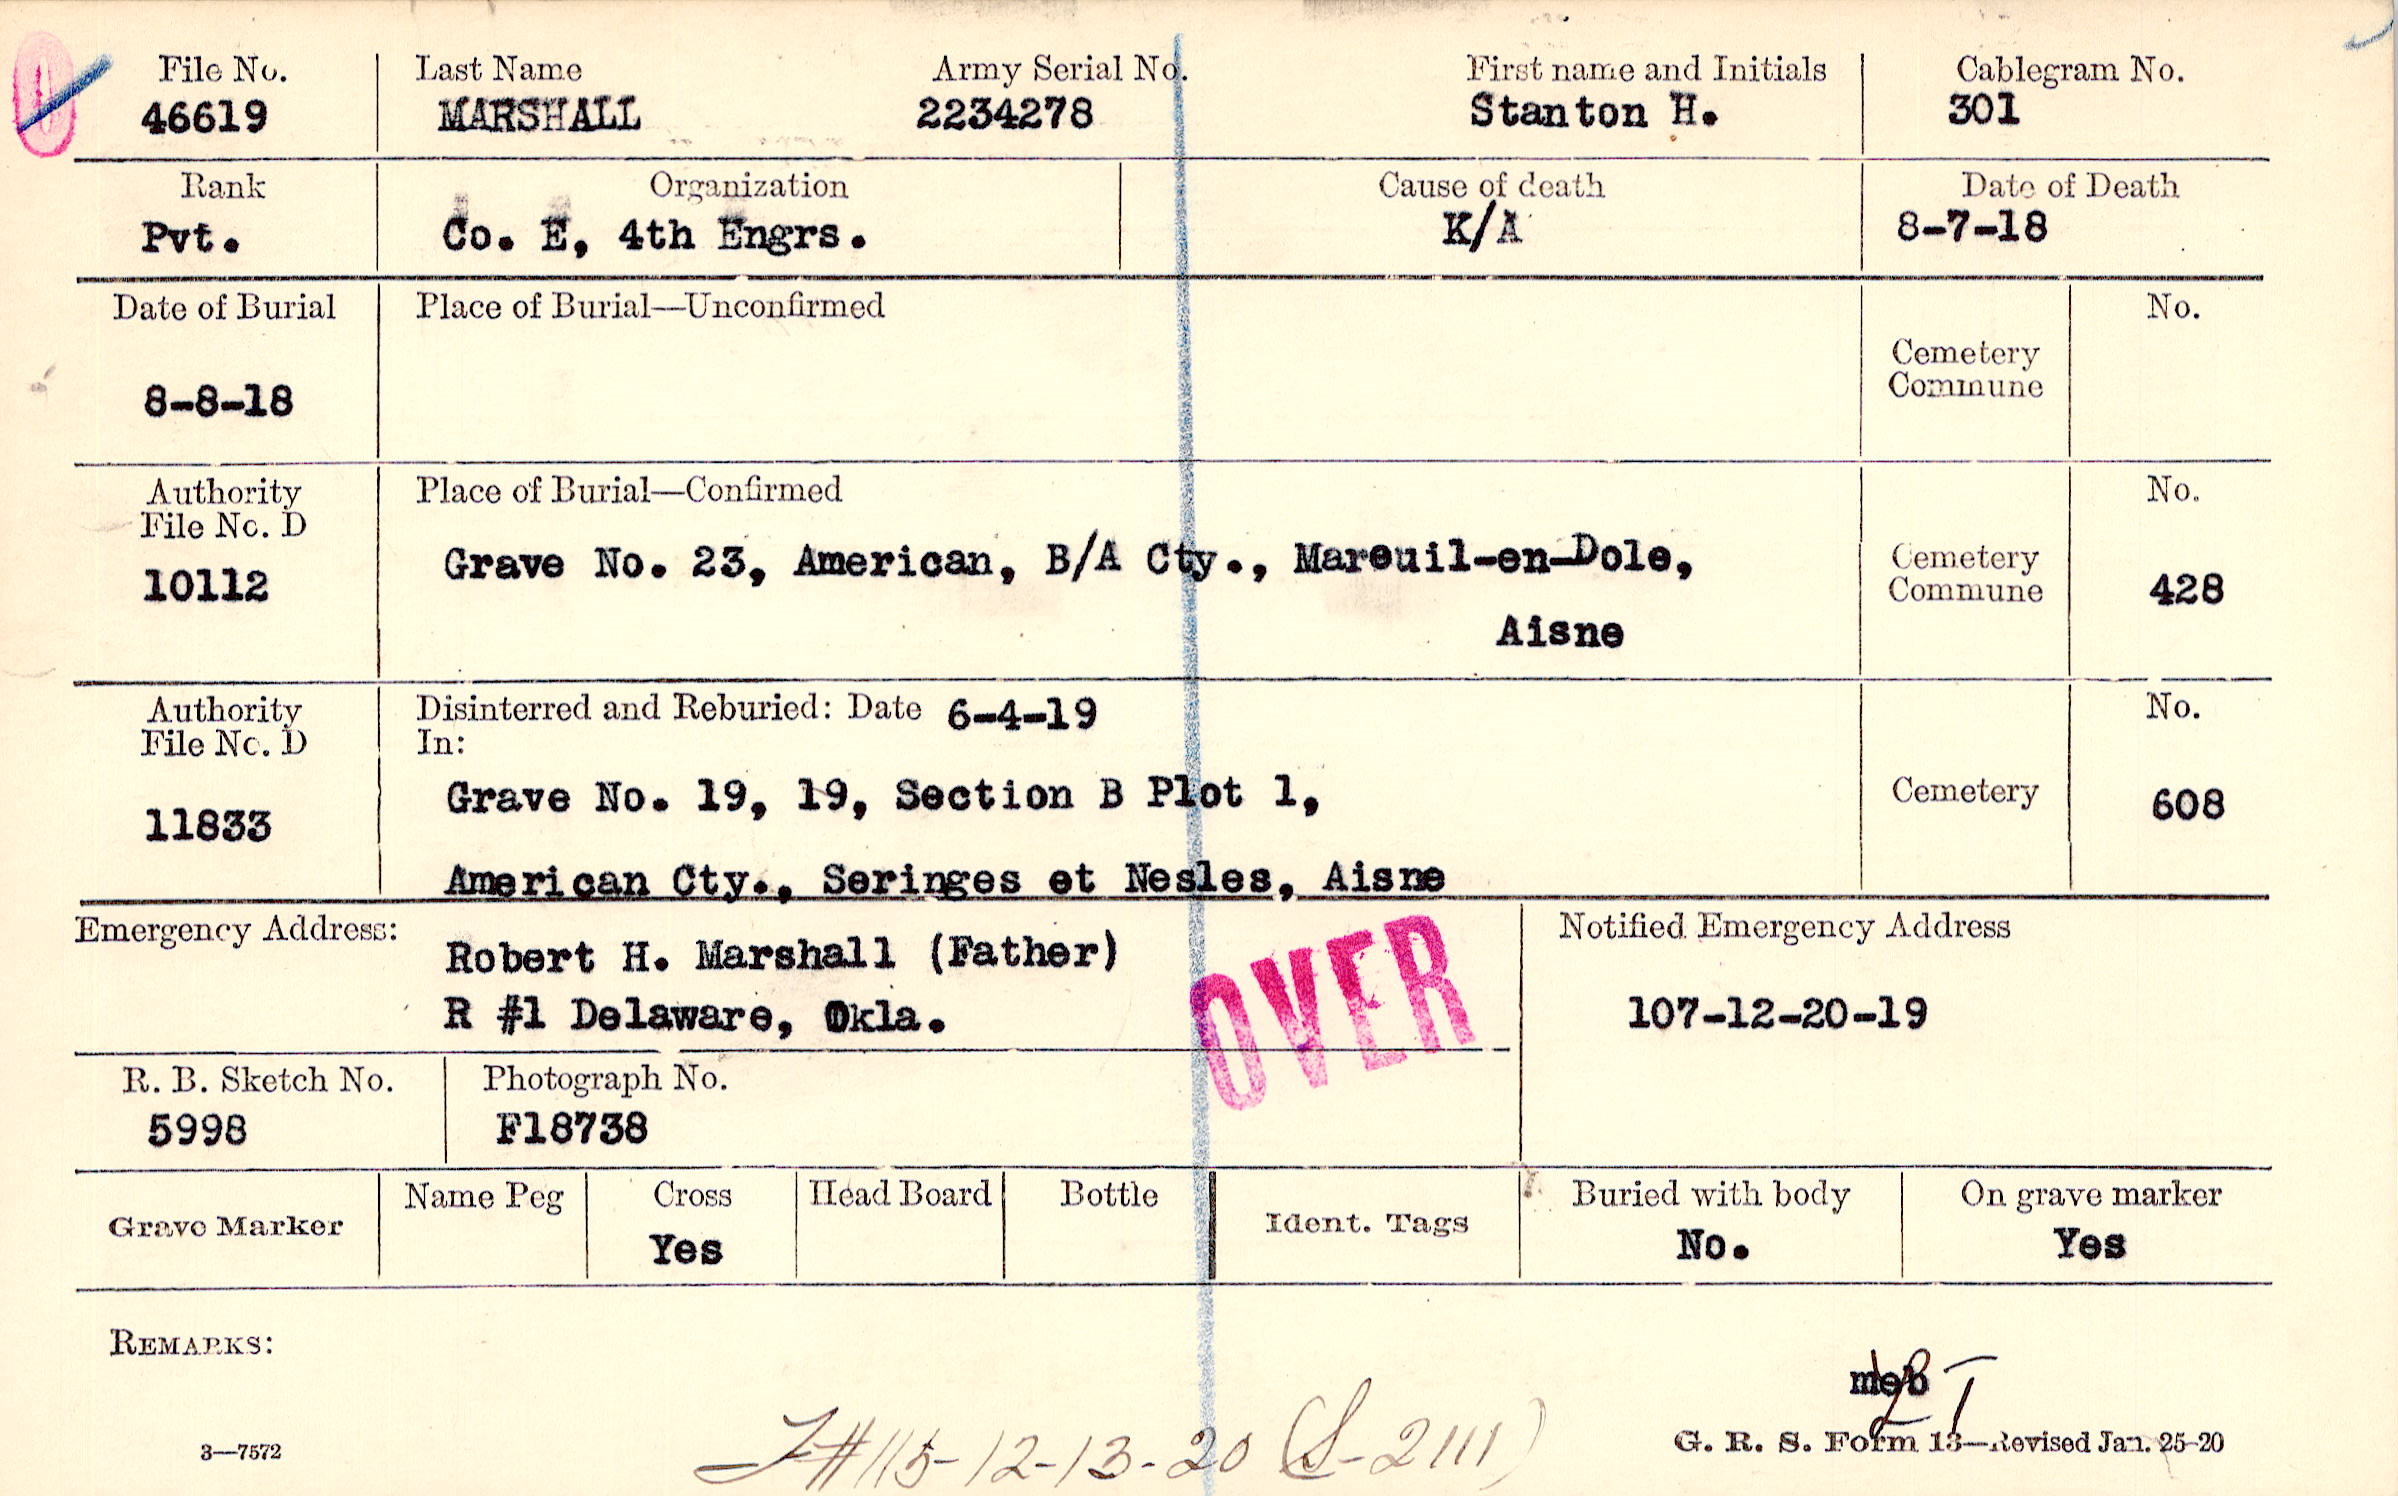 File No. Last Name Army Serial No. First name and Initials Cablegram No.
46619 MARSHALL 2234278 Stanton H. 301
Rank Organization Cause of death Date of Death
Pvt. Co. E, 4th Engrs. K/A 8-7-18
Date of Burial Place of Burial—Unconfirmed No.
Cemetery
Commune
8-8-18
Authority Place of Burial—Confirmed No.
File No. D
10112 Grave No. 23, American, B/A Cty., Mareuil-en-Dole, Cemetery
Commune 428
Aisne
Authority Disinterred and Reburied: Date 6-4-19 No.
File No. D In:
Grave No. 19, 19, Section B Plot 1, Cemetery 608
11833
American Cty., Seringes et Nesles, Aisne
Emergency Address: Notified Emergency Address
Robert H. Marshall (Father)
R #1 Delaware, Okla. 107-12-20-19
OVER
R. B. Sketch No. Photograph No.
5998 F18738
Grave Marker Name Peg Cross Head Board Bottle Ident. Tags Buried with body On grave marker
Yes No. Yes
REMARKS:
meb
#115-12-13-20 (S-2111)
3—7572 G. R. S. Form 13—Revised Jan. 25-20